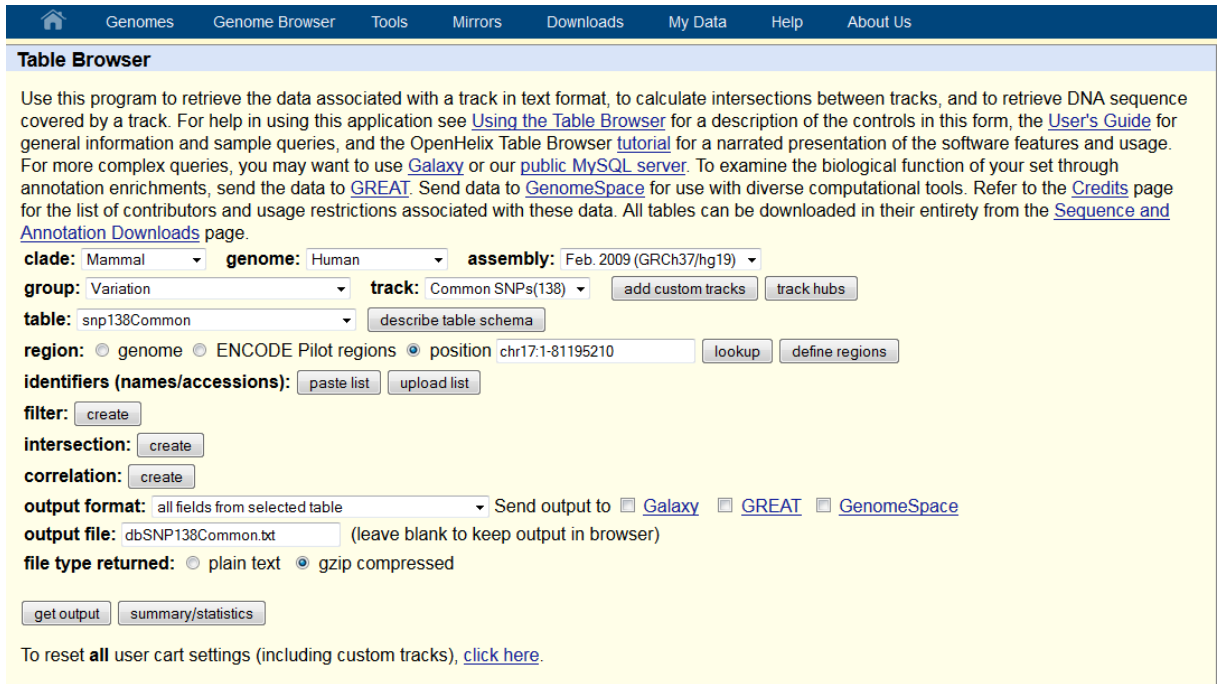 Genomes Genome Browser Tools Mirrors Downloads My Data Help About Us
Table Browser
Use this program to retrieve the data associated with a track in text format, to calculate intersections between tracks, and to retrieve DNA sequence
covered by a track. For help in using this application see Using the Table Browser for a description of the controls in this form, the User's Guide for
general information and sample queries, and the OpenHelix Table Browser tutorial for a narrated presentation of the software features and usage.
For more complex queries, you may want to use Galaxy or our public MySQL server. To examine the biological function of your set through
annotation enrichments, send the data to GREAT. Send data to GenomeSpace for use with diverse computational tools. Refer to the Credits page
for the list of contributors and usage restrictions associated with these data. All tables can be downloaded in their entirety from the Sequence and
Annotation Downloads page.
clade: Mammal genome: Human assembly: Feb. 2009 (GRCh37/hg19)
group: Variation track: Common SNPs(138) add custom tracks track hubs
table: snp138Common describe table schema
region: genome ENCODE Pilot regions position chr17:1-81195210 lookup define regions
identifiers (names/accessions): paste list upload list
filter: create
intersection: create
correlation: create
output format: all fields from selected table Send output to Galaxy GREAT GenomeSpace
output file: dbSNP138Common.txt (leave blank to keep output in browser)
file type returned: plain text gzip compressed
get output summary/statistics
To reset all user cart settings (including custom tracks), click here.